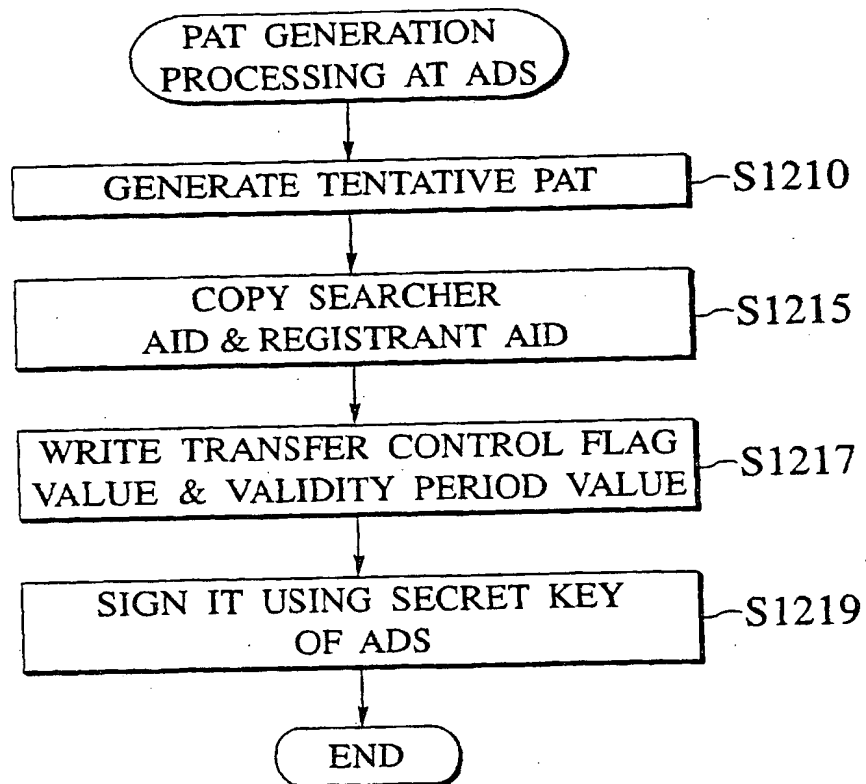 PAT GENERATION
PROCESSING AT ADS
GENERATE TENTATIVE PAT
S1210
COPY SEARCHER
AID & REGISTRANT AID
S1215
WRITE TRANSFER CONTROL FLAG
VALUE & VALIDITY PERIOD VALUE
S1217
SIGN IT USING SECRET KEY
OF ADS
S1219
END